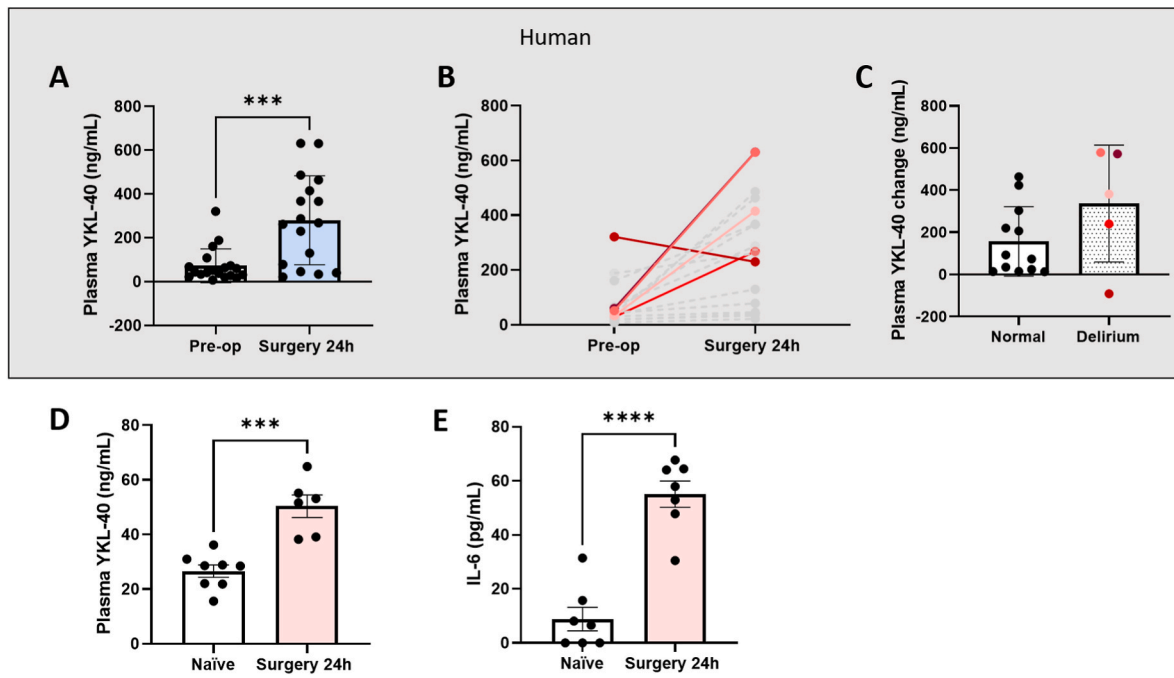 Human
A
Plasma YKL-40 (ng/mL)
800
600
400
200
0
-200
***
Pre-op
Surgery 24h
B
Plasma YKL-40 (ng/mL)
800
600
400
200
0
Pre-op
Surgery 24h
C
Plasma YKL-40 change (ng/mL)
800
600
400
200
0
-200
Normal
Delirium
D
Plasma YKL-40 (ng/mL)
80
60
40
20
0
***
Naïve
Surgery 24h
E
IL-6 (pg/mL)
80
60
40
20
0
****
Naïve
Surgery 24h